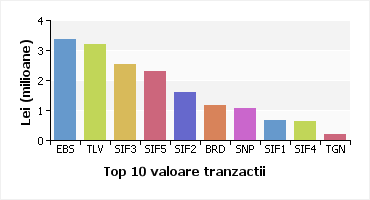 Lei (milioane)
4
3
2
1
0
EBS TLV SIF3 SIF5 SIF2 BRD SNP SIF1 SIF4 TGN
Top 10 valoare tranzactii